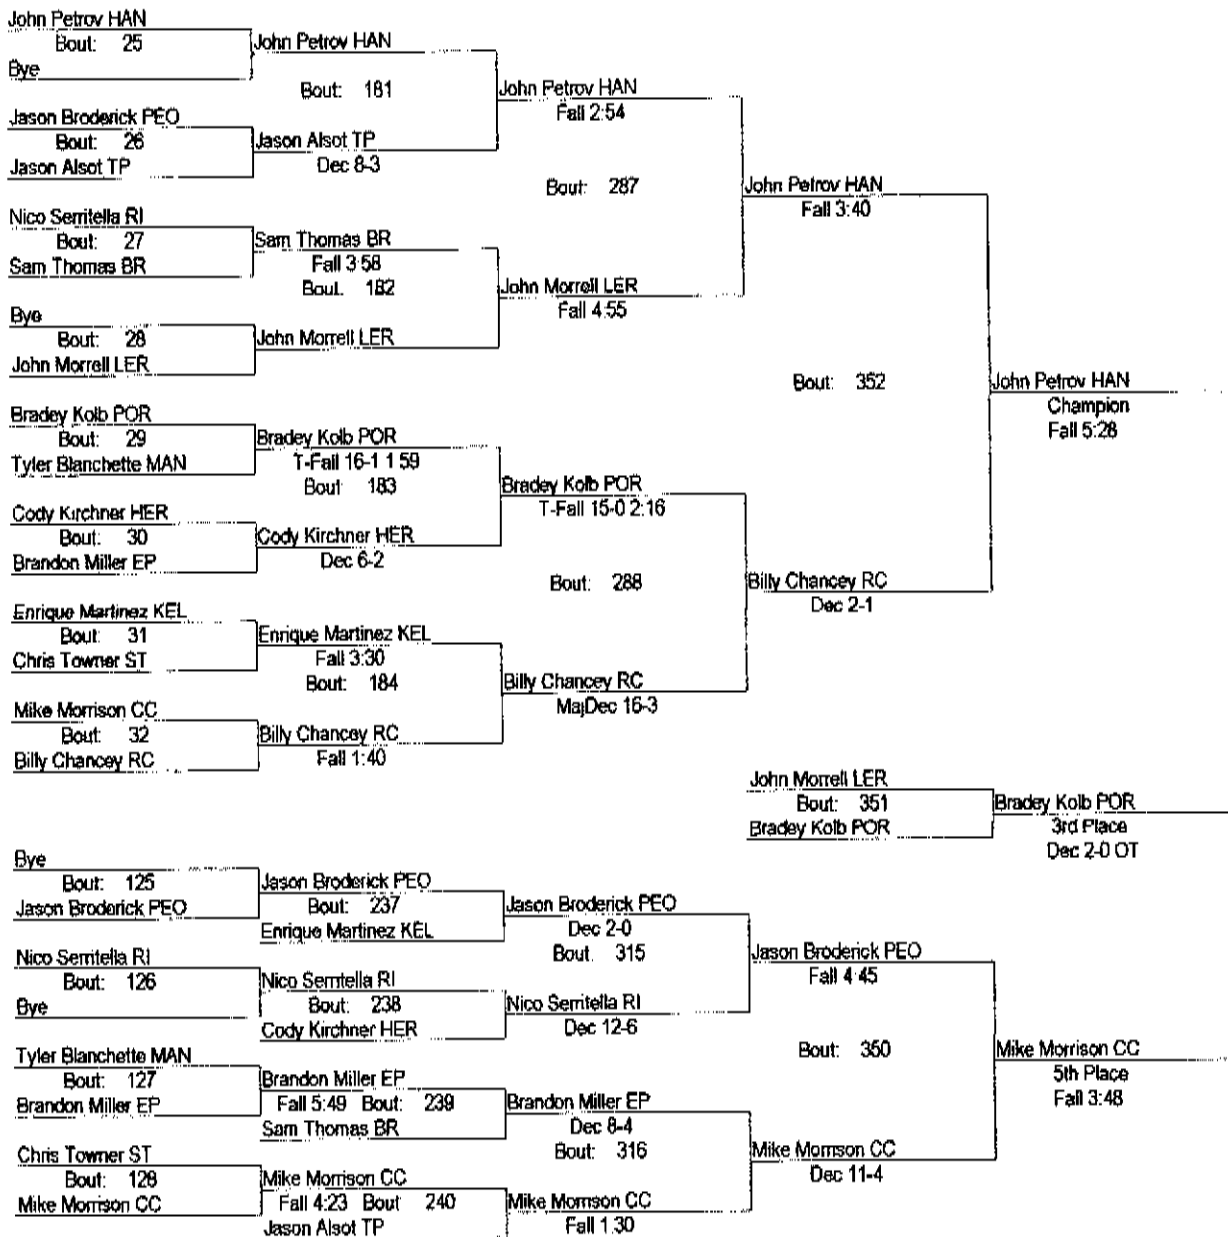 John Petrov HAN
Bout: 25
Bye
John Petrov HAN
Bout: 181
Jason Broderick PEO
Bout: 26
Jason Alsot TP
Jason Alsot TP
Dec 8-3
John Petrov HAN
Fall 2:54
Bout: 287
Nico Serritella RI
Bout: 27
Sam Thomas BR
Sam Thomas BR
Fall 3:58
Bout: 182
Bye
Bout: 28
John Morrell LER
John Morrell LER
John Morrell LER
Fall 4:55
John Petrov HAN
Fall 3:40
Bout: 352
John Petrov HAN
Champion
Fall 5:28
Bradey Kolb POR
Bout: 29
Tyler Blanchette MAN
Bradey Kolb POR
T-Fall 16-1 1:59
Bout: 183
Cody Kirchner HER
Bout: 30
Brandon Miller EP
Cody Kirchner HER
Dec 6-2
Bradey Kolb POR
T-Fall 15-0 2:16
Bout: 288
Enrique Martinez KEL
Bout: 31
Chris Towner ST
Enrique Martinez KEL
Fall 3:30
Bout: 184
Mike Morrison CC
Bout: 32
Billy Chancey RC
Billy Chancey RC
Fall 1:40
Billy Chancey RC
MajDec 16-3
Billy Chancey RC
Dec 2-1
John Morrell LER
Bout: 351
Bradey Kolb POR
Bradey Kolb POR
3rd Place
Dec 2-0 OT
Bye
Bout: 125
Jason Broderick PEO
Jason Broderick PEO
Bout: 237
Enrique Martinez KEL
Jason Broderick PEO
Dec 2-0
Bout: 315
Nico Serritella RI
Bout: 126
Bye
Nico Serritella RI
Bout: 238
Cody Kirchner HER
Nico Serritella RI
Dec 12-6
Jason Broderick PEO
Fall 4:45
Bout: 350
Tyler Blanchette MAN
Bout: 127
Brandon Miller EP
Brandon Miller EP
Fall 5:49 Bout: 239
Sam Thomas BR
Brandon Miller EP
Dec 8-4
Bout: 316
Chris Towner ST
Bout: 128
Mike Morrison CC
Mike Morrison CC
Fall 4:23 Bout 240
Jason Alsot TP
Mike Morrison CC
Fall 1:30
Mike Morrison CC
Dec 11-4
Mike Morrison CC
5th Place
Fall 3:48